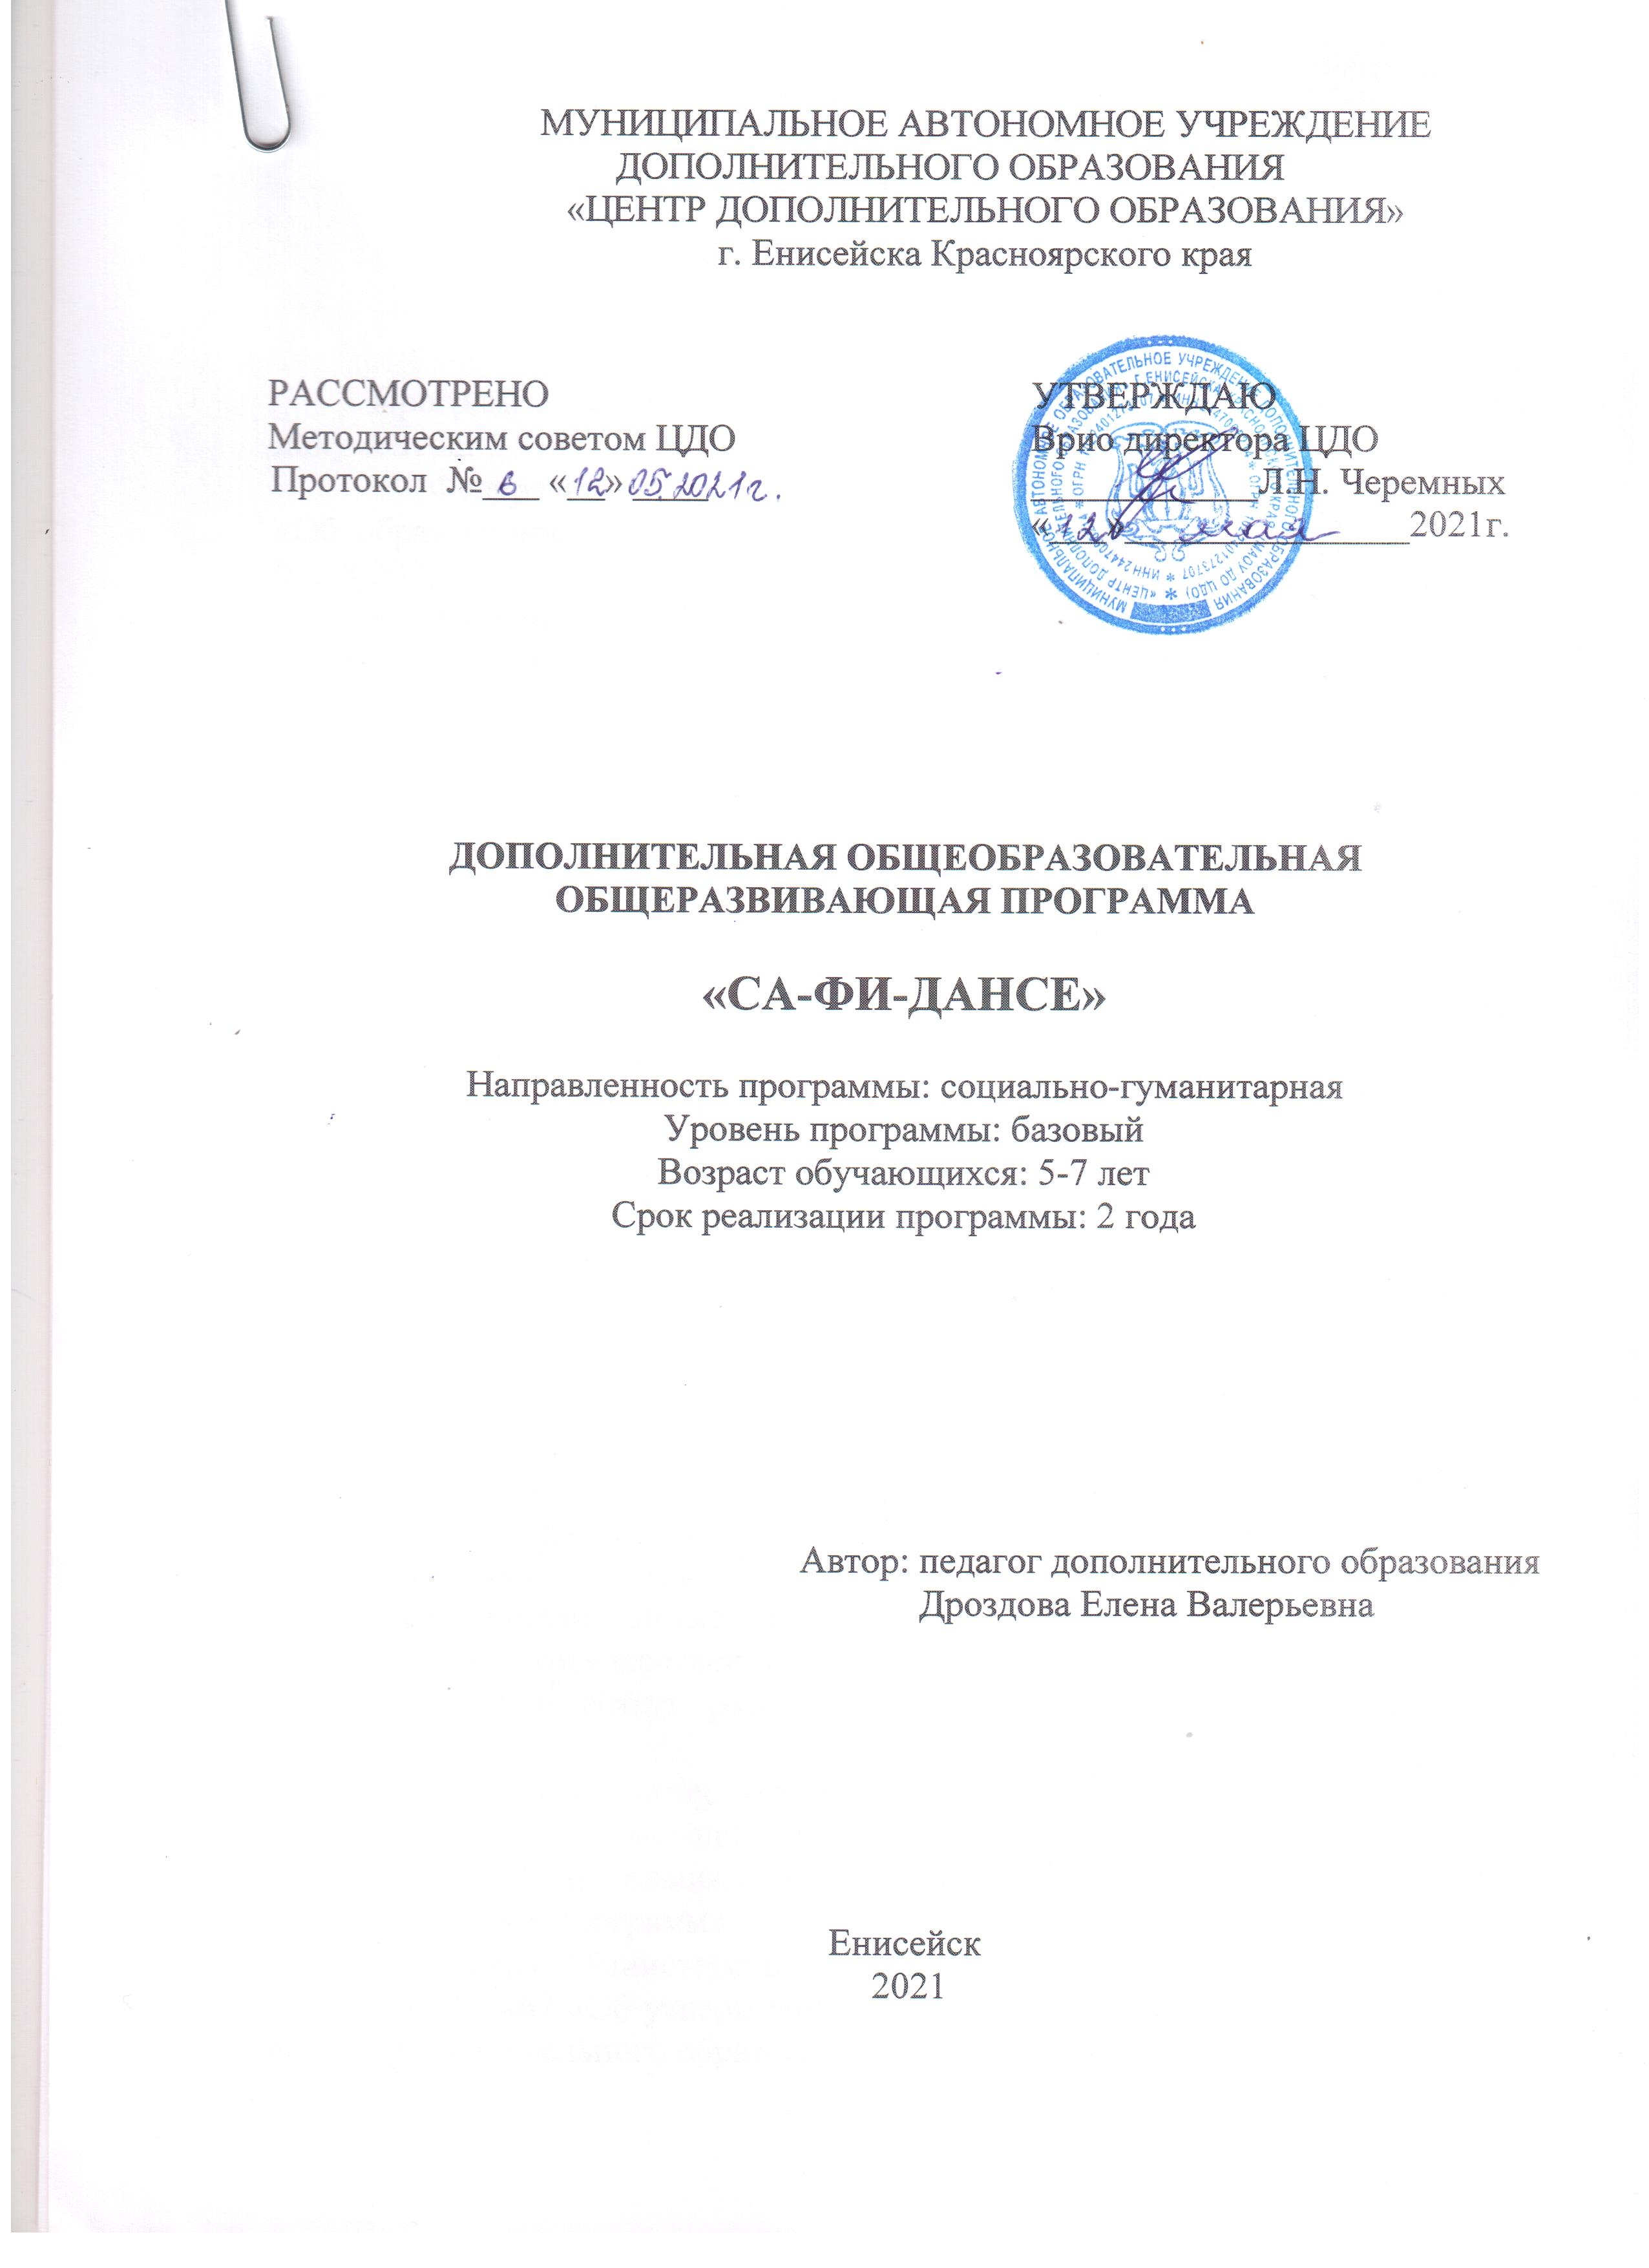 МУНИЦИПАЛЬНОЕ АВТОНОМНОЕ УЧРЕЖДЕНИЕ
ДОПОЛНИТЕЛЬНОГО ОБРАЗОВАНИЯ
«ЦЕНТР ДОПОЛНИТЕЛЬНОГО ОБРАЗОВАНИЯ»
г. Енисейска Красноярского края
РАССМОТРЕНО
Методическим советом ЦДО
Протокол №6 «12» 05 2021г.
УТВЕРЖДАЮ
Врио директора ЦДО
Л.Н. Черемных
«12» мая 2021г.
ДОПОЛНИТЕЛЬНАЯ ОБЩЕОБРАЗОВАТЕЛЬНАЯ
ОБЩЕРАЗВИВАЮЩАЯ ПРОГРАММА
«СА-ФИ-ДАНСЕ»
Направленность программы: социально-гуманитарная
Уровень программы: базовый
Возраст обучающихся: 5-7 лет
Срок реализации программы: 2 года
Автор: педагог дополнительного образования
Дроздова Елена Валерьевна
Енисейск
2021